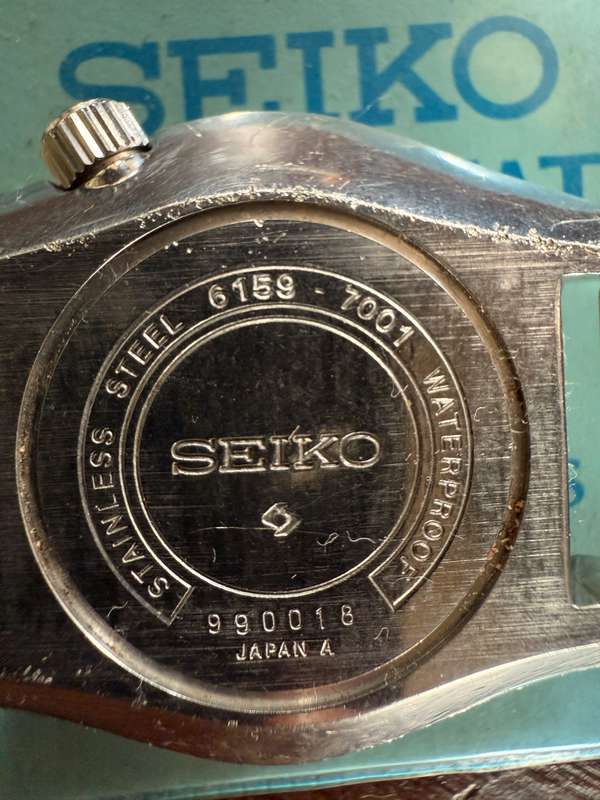 SEIKO
STAINLESS STEEL 6159-7001 WATERPROOF
SEIKO
990018
JAPAN A